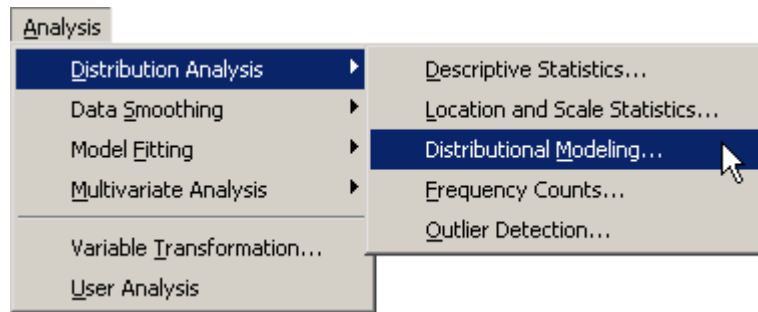 Analysis
Distribution Analysis
Data Smoothing
Model Fitting
Multivariate Analysis
Variable Transformation...
User Analysis
Descriptive Statistics...
Location and Scale Statistics...
Distributional Modeling...
Frequency Counts...
Outlier Detection...